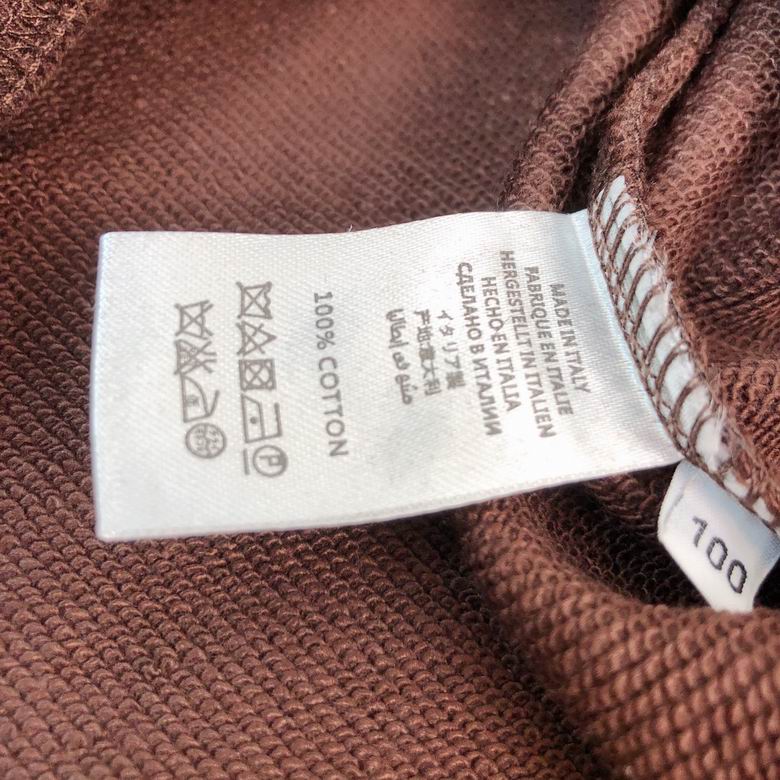 MADE IN ITALY
FABRIQUE EN ITALIE
HERGESTELLT IN ITALIEN
HECHO EN ITALIA
СДЕЛАНО В ИТАЛИИ
イタリア製
产地意大利
صنع في إيطاليا
100% COTTON
P
100